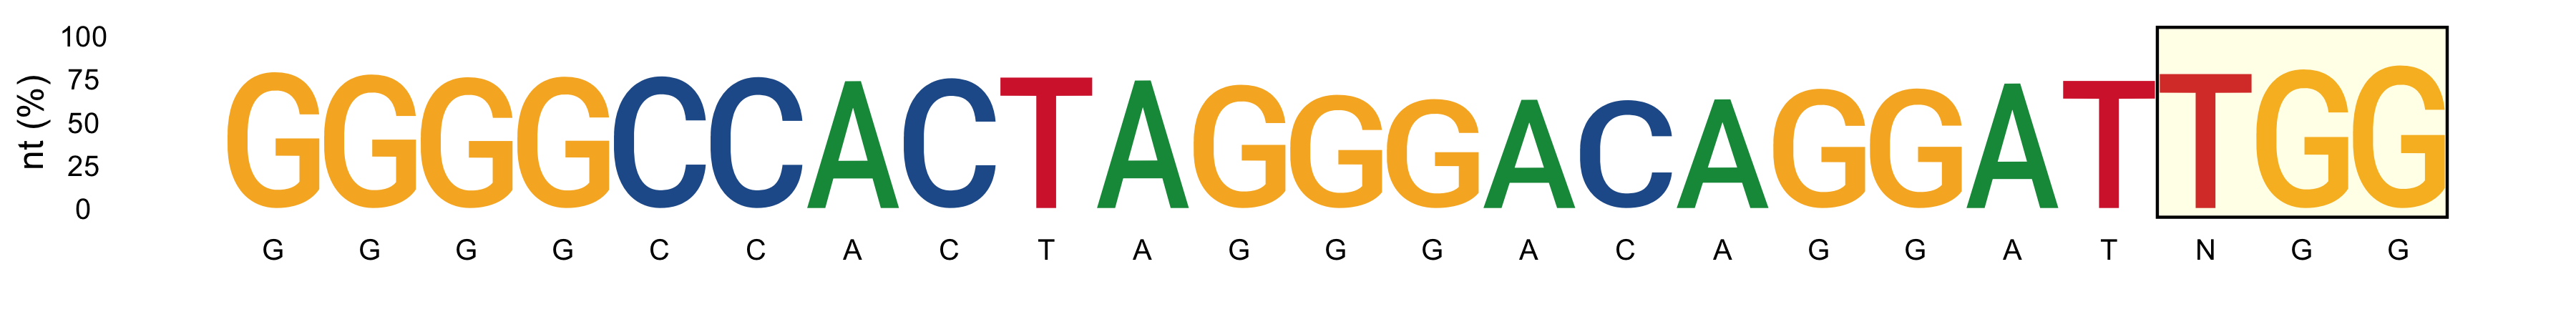 100
75
50
25
0
nt (%)
GGGGCCACTAGGGACAGGATTGG
G G G G C C A C T A G G G A C A G G A T N G G